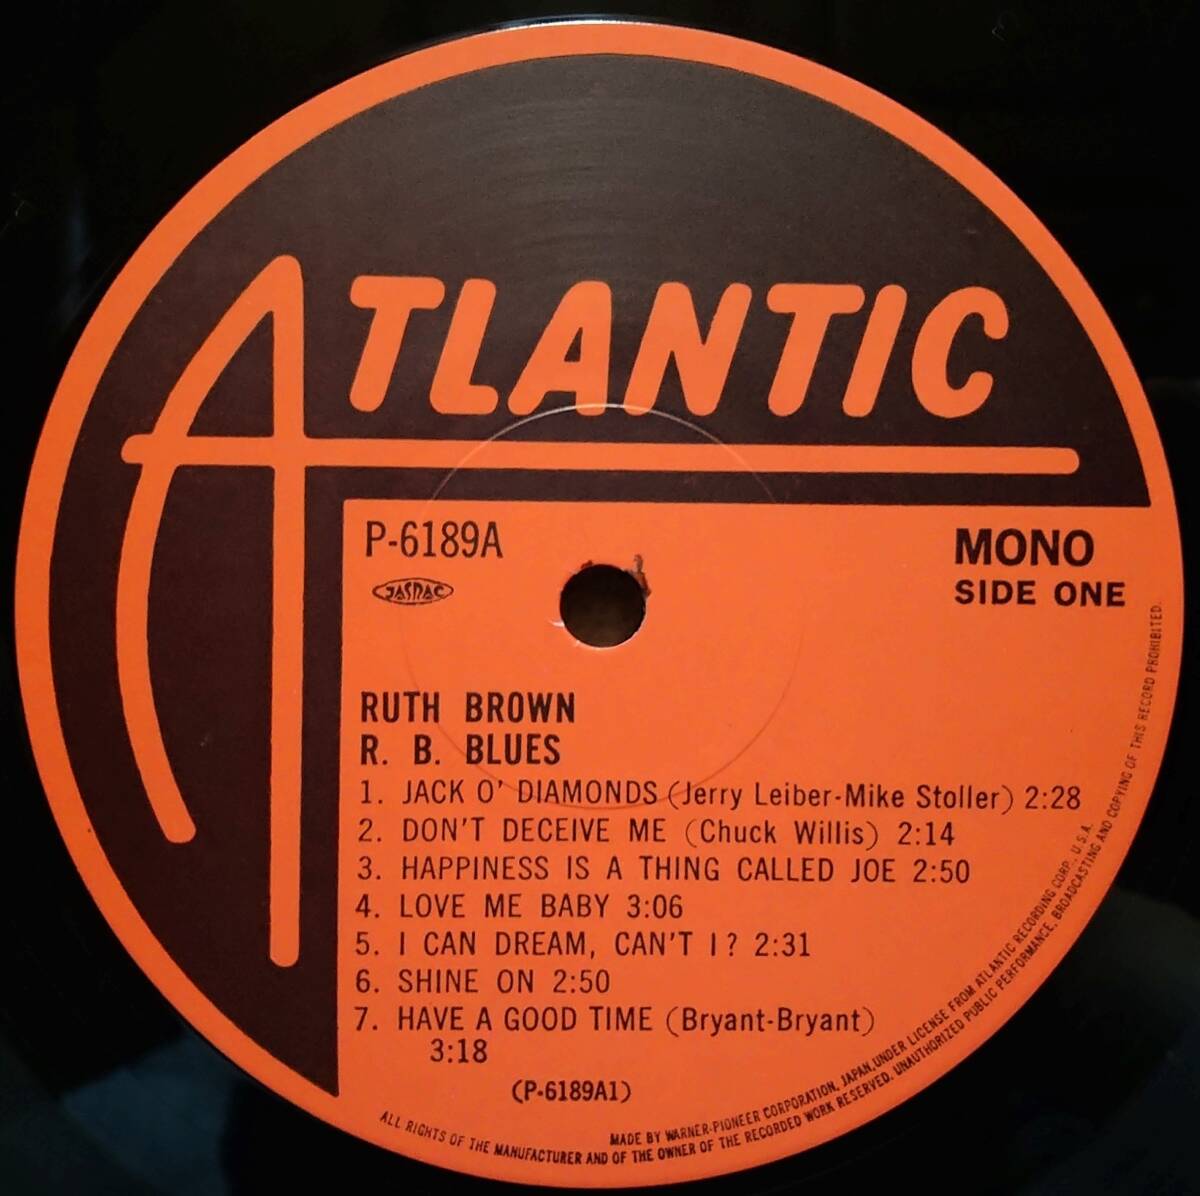 ATLANTIC
P-6189A
MONO
JASRAC
SIDE ONE
RUTH BROWN
R. B. BLUES
1. JACK O' DIAMONDS (Jerry Leiber-Mike Stoller) 2:28
2. DON'T DECEIVE ME (Chuck Willis) 2:14
3. HAPPINESS IS A THING CALLED JOE 2:50
4. LOVE ME BABY 3:06
5. I CAN DREAM, CAN'T I? 2:31
6. SHINE ON 2:50
7. HAVE A GOOD TIME (Bryant-Bryant)
3:18
(P-6189A1)
MADE BY WARNER-PIONEER CORPORATION, JAPAN, UNDER LICENSE FROM ATLANTIC RECORDING CORP., U.S.A.
ALL RIGHTS OF THE MANUFACTURER AND OF THE OWNER OF THE RECORDED WORK RESERVED. UNAUTHORIZED PUBLIC PERFORMANCE, BROADCASTING AND COPYING OF THIS RECORD PROHIBITED.